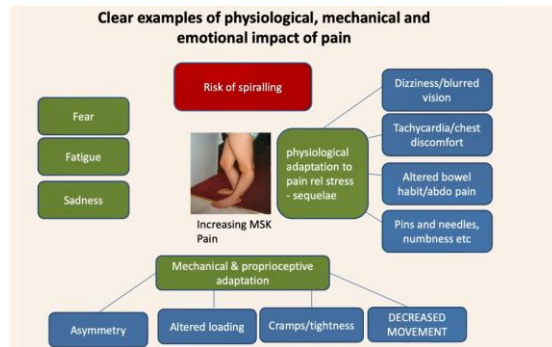 Clear examples of physiological, mechanical and
emotional impact of pain
Risk of spiralling
Fear
Fatigue
Sadness
Increasing MSK
Pain
physiological
adaptation to
pain rel stress
- sequelae
Dizziness/blurred
vision
Tachycardia/chest
discomfort
Altered bowel
habit/abdo pain
Pins and needles,
numbness etc
Mechanical & proprioceptive
adaptation
Asymmetry
Altered loading
Cramps/tightness
DECREASED
MOVEMENT